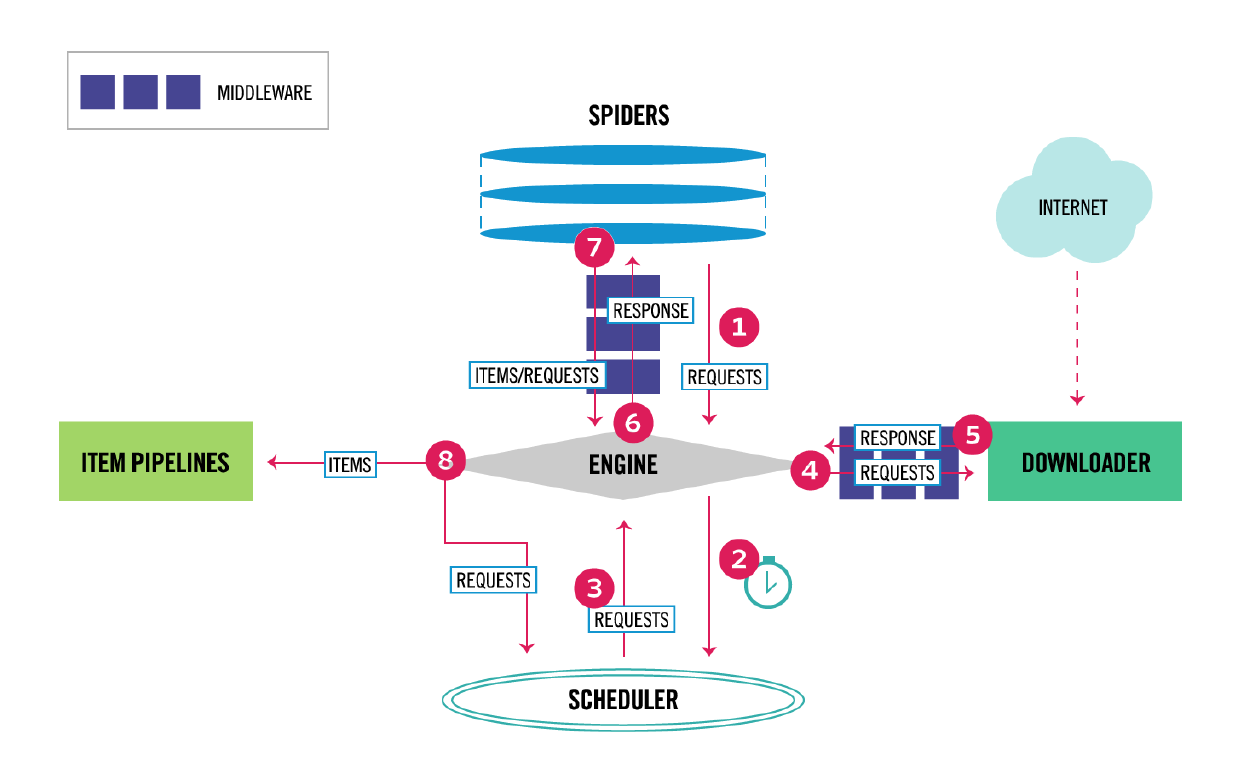 MIDDLEWARE
SPIDERS
INTERNET
7
RESPONSE
1
ITEMS/REQUESTS
REQUESTS
6
5
RESPONSE
ITEM PIPELINES
ITEMS
8
ENGINE
4
REQUESTS
DOWNLOADER
2
REQUESTS
3
REQUESTS
SCHEDULER